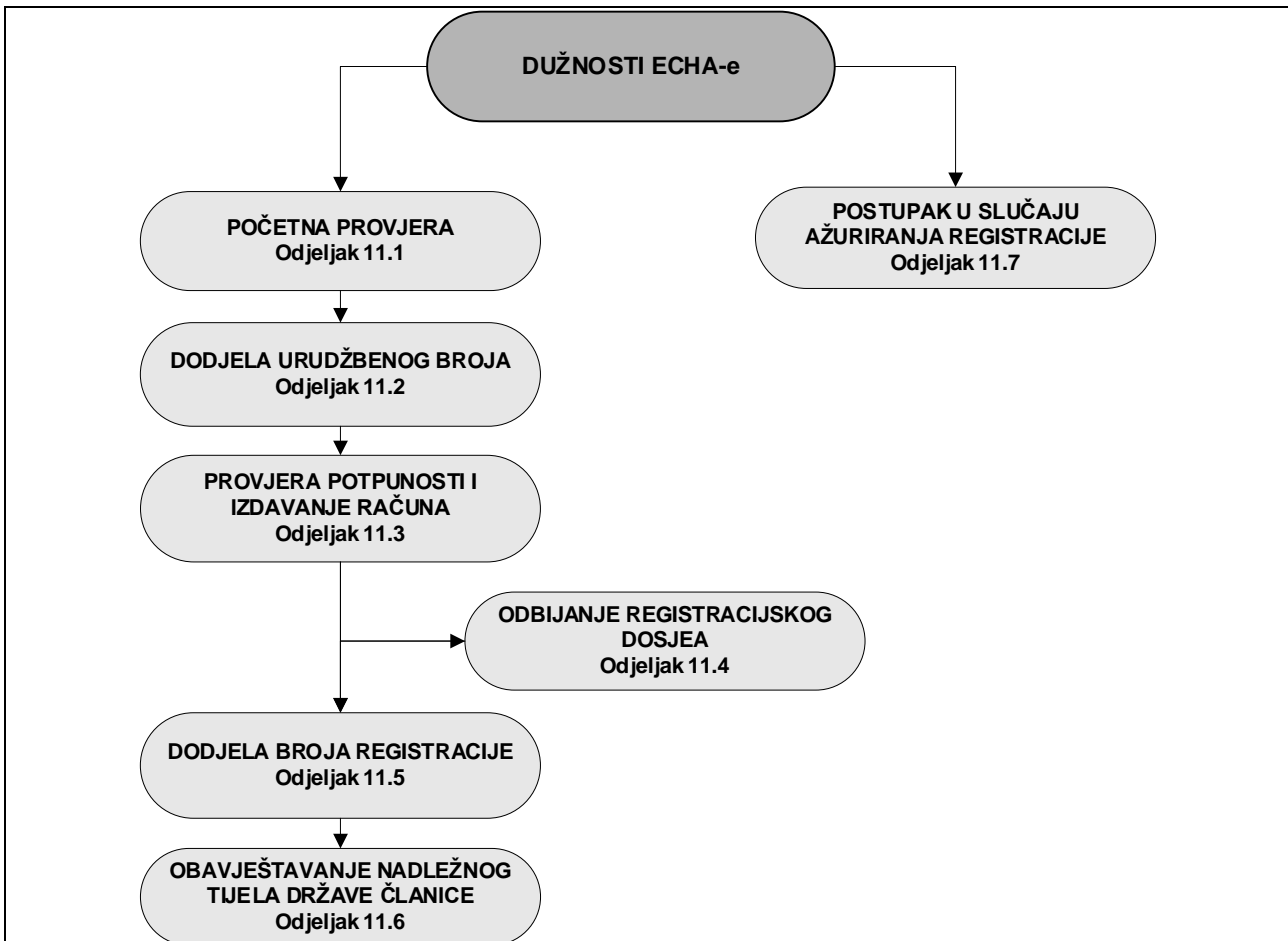 DUŽNOSTI ECHA-e
POČETNA PROVJERA
Odjeljak 11.1
POSTUPAK U SLUČAJU
AŽURIRANJA REGISTRACIJE
Odjeljak 11.7
DODJELA URUDŽBENOG BROJA
Odjeljak 11.2
PROVJERA POTPUNOSTI I
IZDAVANJE RAČUNA
Odjeljak 11.3
ODBIJANJE REGISTRACIJSKOG
DOSJEA
Odjeljak 11.4
DODJELA BROJA REGISTRACIJE
Odjeljak 11.5
OBAVJEŠTAVANJE NADLEŽNOG
TIJELA DRŽAVE ČLANICE
Odjeljak 11.6